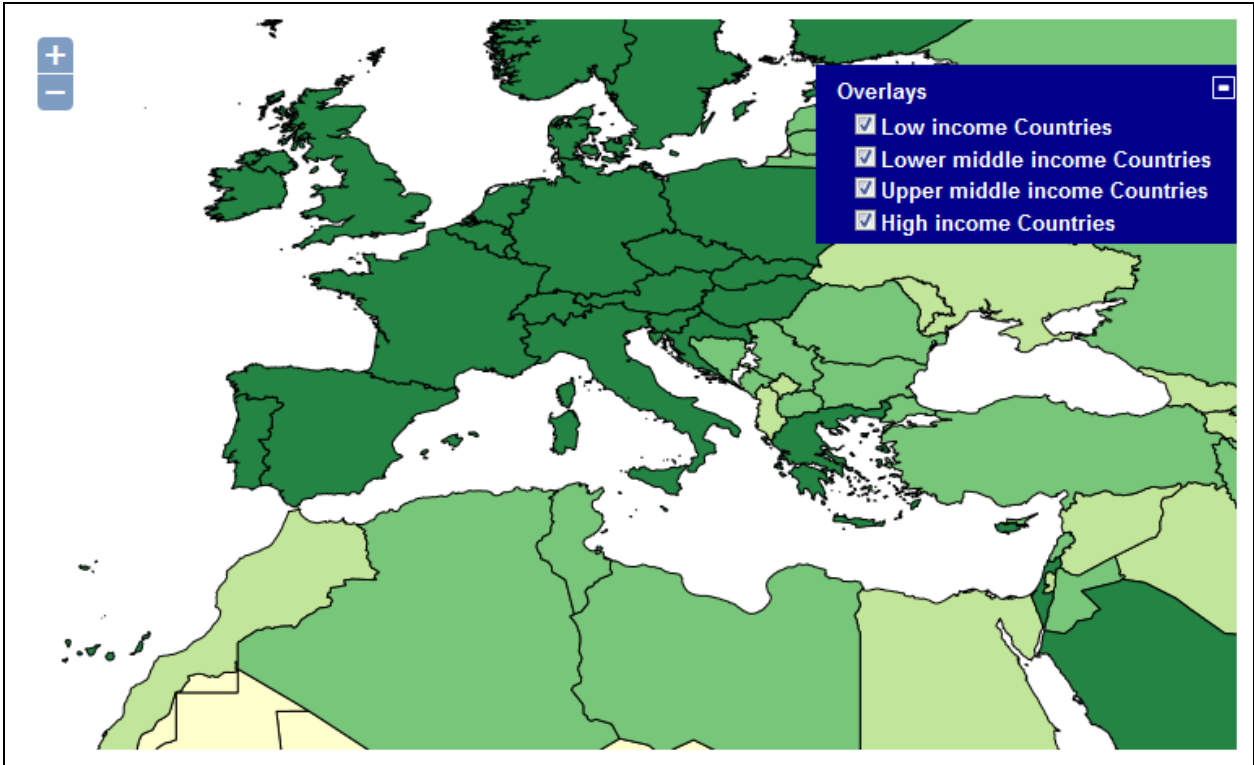 +
−
Overlays
Low income Countries
Lower middle income Countries
Upper middle income Countries
High income Countries